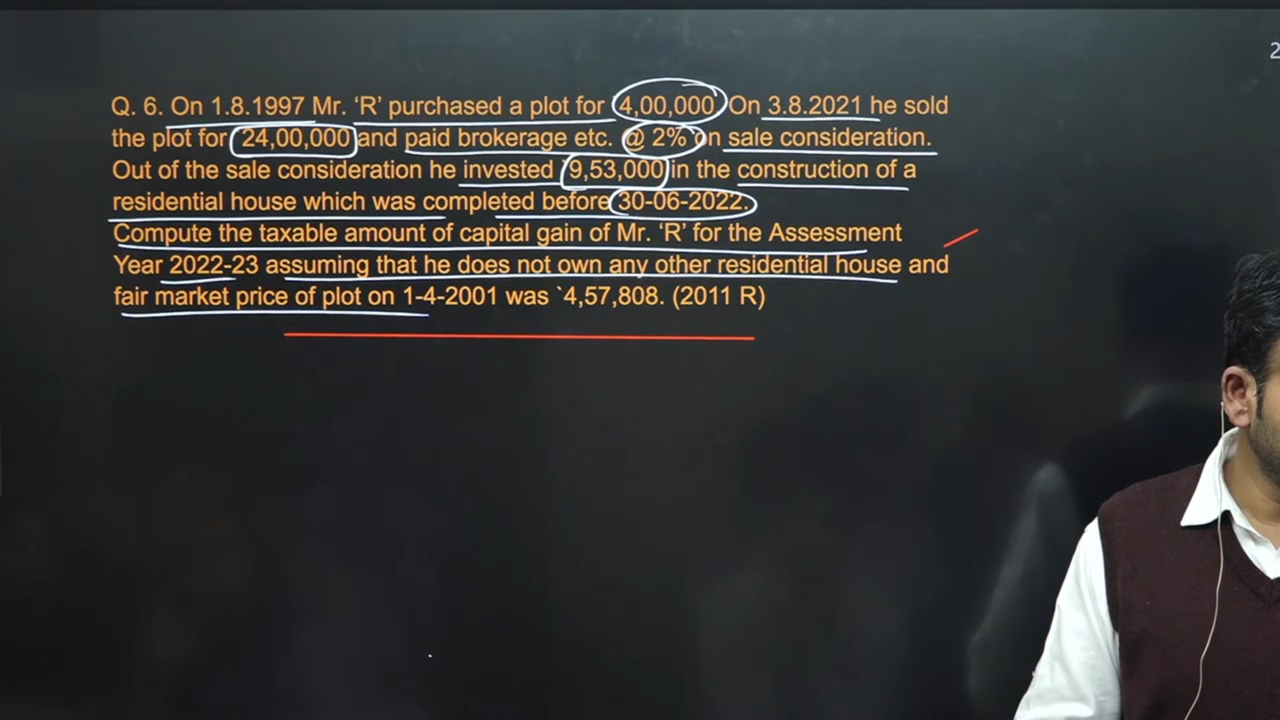 Q. 6. On 1.8.1997 Mr. ‘R’ purchased a plot for 4,00,000 On 3.8.2021 he sold
the plot for 24,00,000 and paid brokerage etc. @ 2% on sale consideration.
Out of the sale consideration he invested 9,53,000 in the construction of a
residential house which was completed before 30-06-2022.
Compute the taxable amount of capital gain of Mr. ‘R’ for the Assessment
Year 2022-23 assuming that he does not own any other residential house and
fair market price of plot on 1-4-2001 was `4,57,808. (2011 R)
2